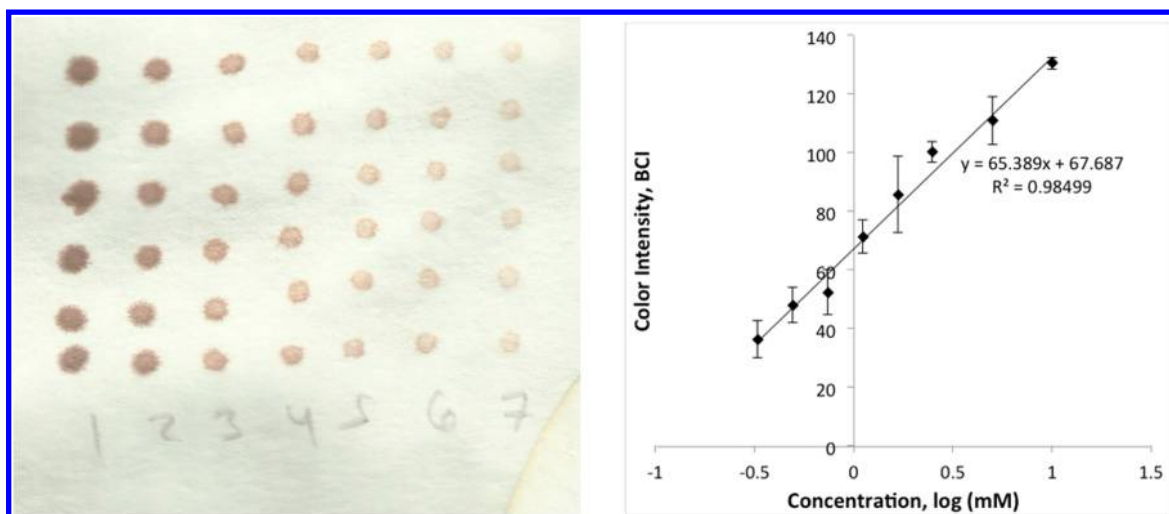 1 2 3 4 5 6 7
140
120
100
80
60
40
20
0
-1 -0.5 0 0.5 1 1.5
Color Intensity, BCI
y = 65.389x + 67.687
R² = 0.98499
Concentration, log (mM)